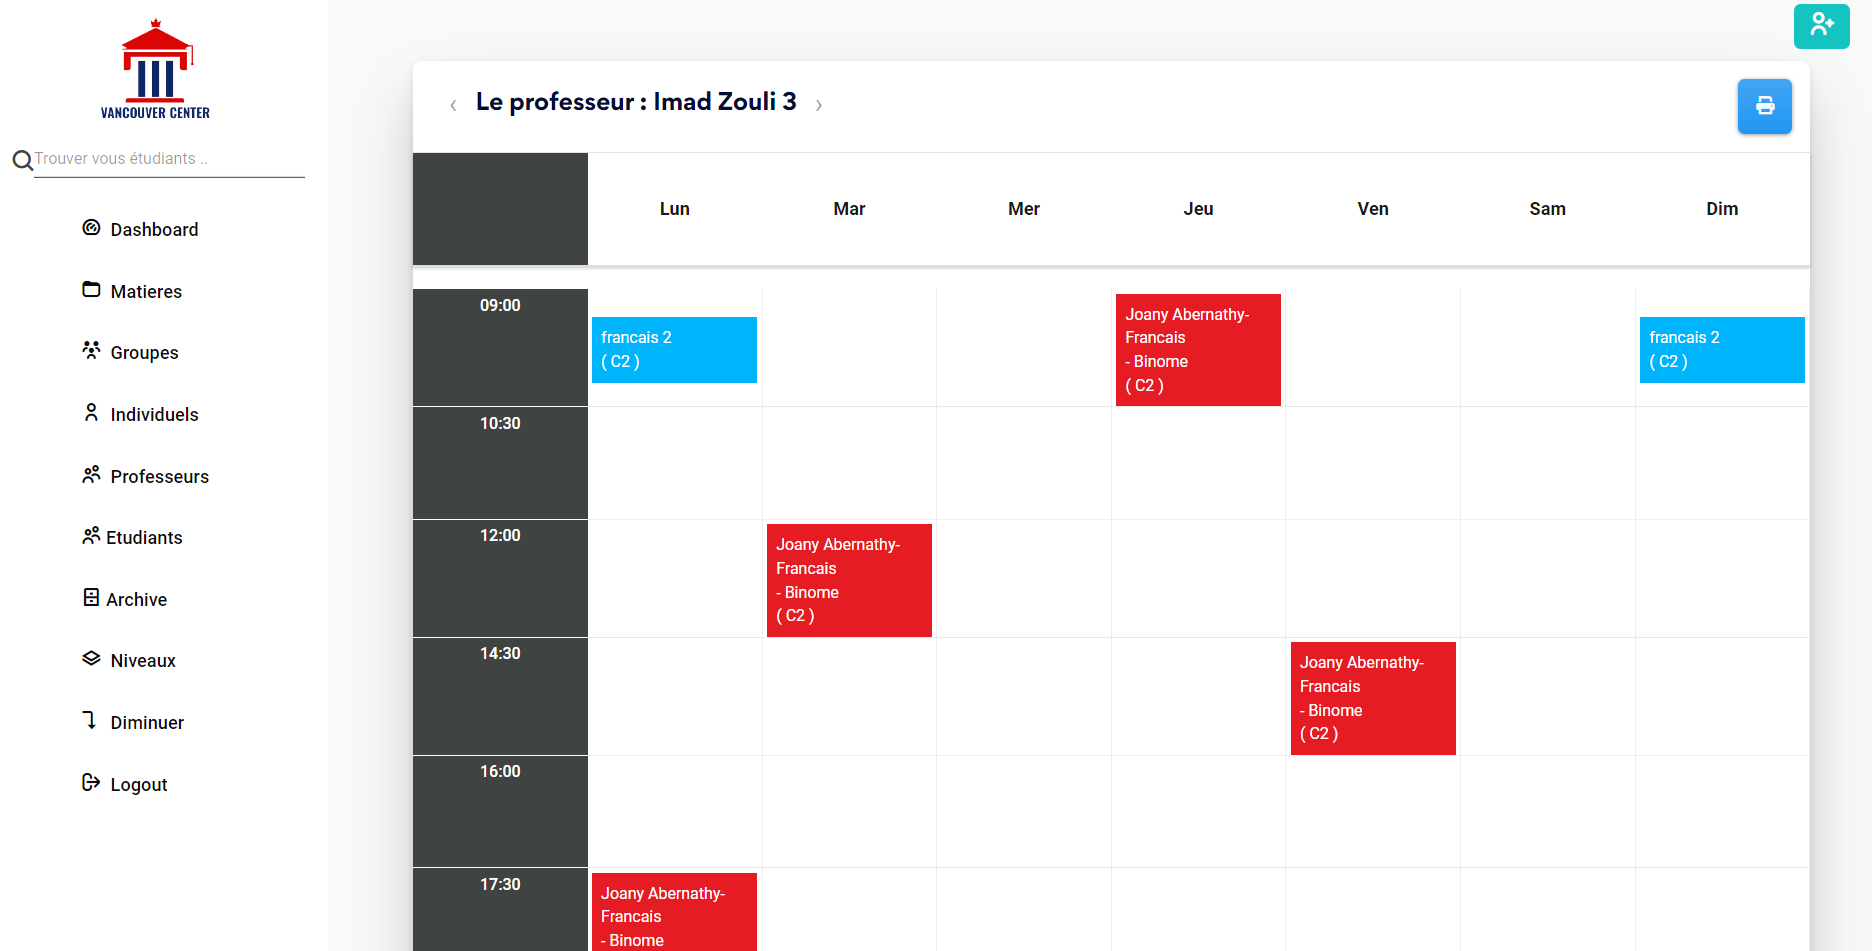 VANCOUVER CENTER
Trouver vous étudiants ..
Dashboard
Matieres
Groupes
Individuels
Professeurs
Etudiants
Archive
Niveaux
Diminuer
Logout
‹ Le professeur : Imad Zouli 3 ›
Lun Mar Mer Jeu Ven Sam Dim
09:00
francais 2
( C2 )
Joany Abernathy-
Francais
- Binome
( C2 )
francais 2
( C2 )
10:30
12:00
Joany Abernathy-
Francais
- Binome
( C2 )
14:30
Joany Abernathy-
Francais
- Binome
( C2 )
16:00
17:30
Joany Abernathy-
Francais
- Binome